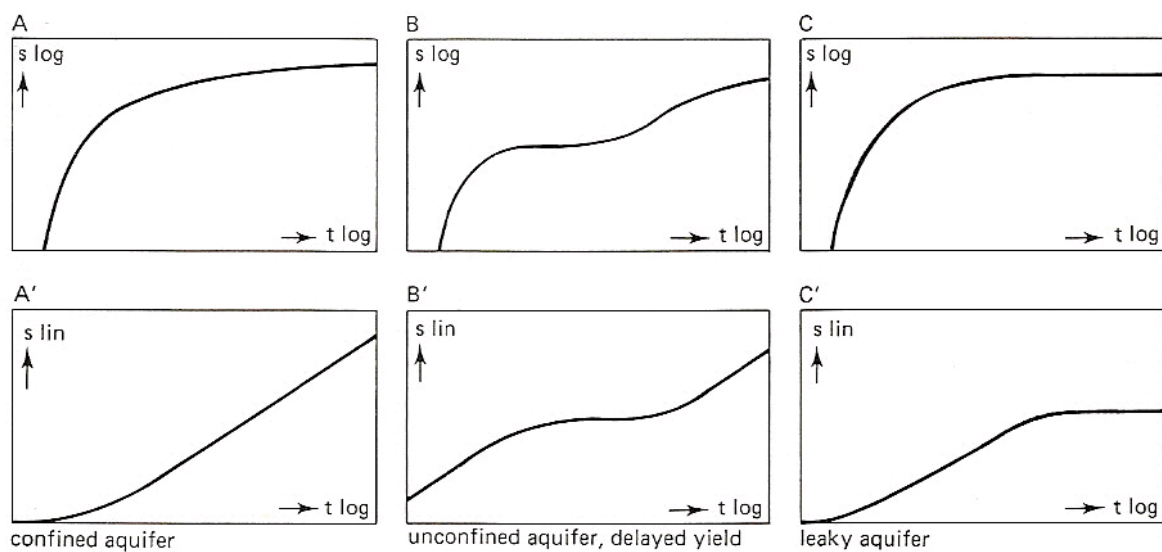 A
s log
t log
B
s log
t log
C
s log
t log
A'
s lin
t log
confined aquifer
B'
s lin
t log
unconfined aquifer, delayed yield
C'
s lin
t log
leaky aquifer